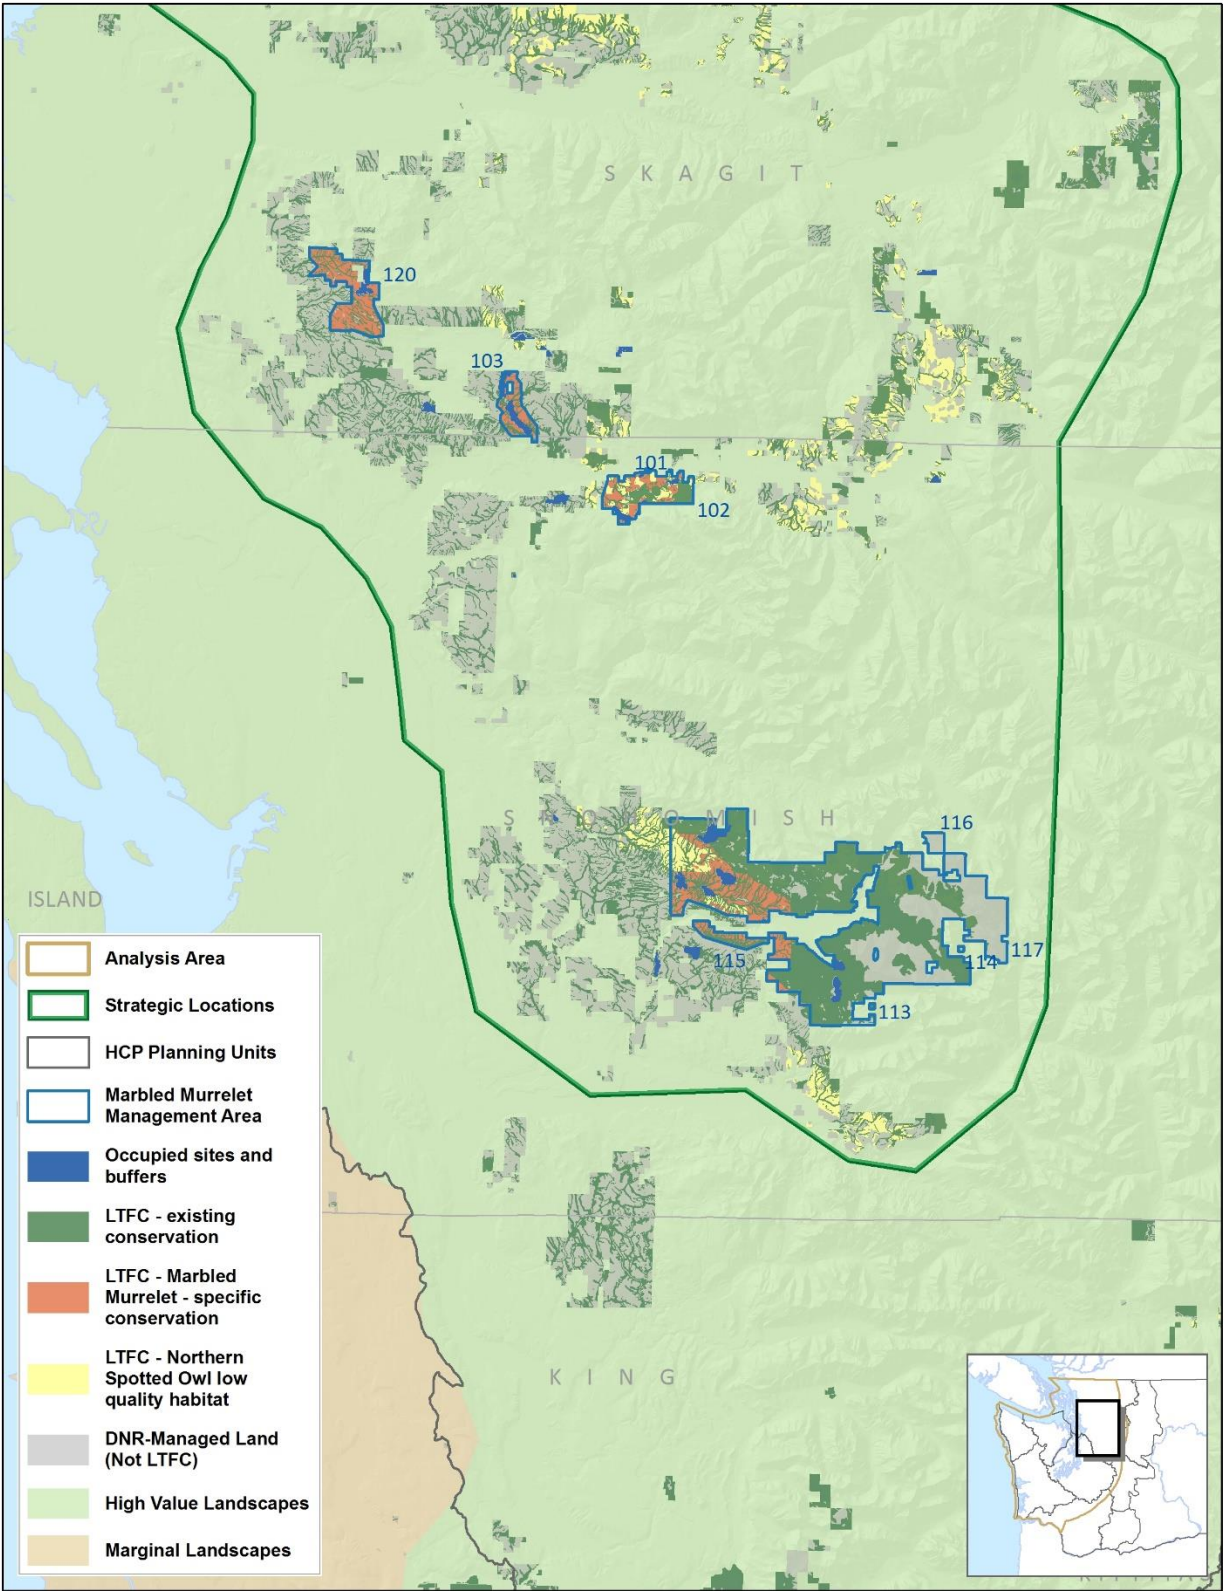 S K A G I T
120
103
101
102
S N O H O M I S H
116
ISLAND
117
114
115
113
Analysis Area
Strategic Locations
HCP Planning Units
Marbled Murrelet
Management Area
Occupied sites and
buffers
LTFC - existing
conservation
LTFC - Marbled
Murrelet - specific
conservation
LTFC - Northern
Spotted Owl low
quality habitat
DNR-Managed Land
(Not LTFC)
High Value Landscapes
Marginal Landscapes
K I N G